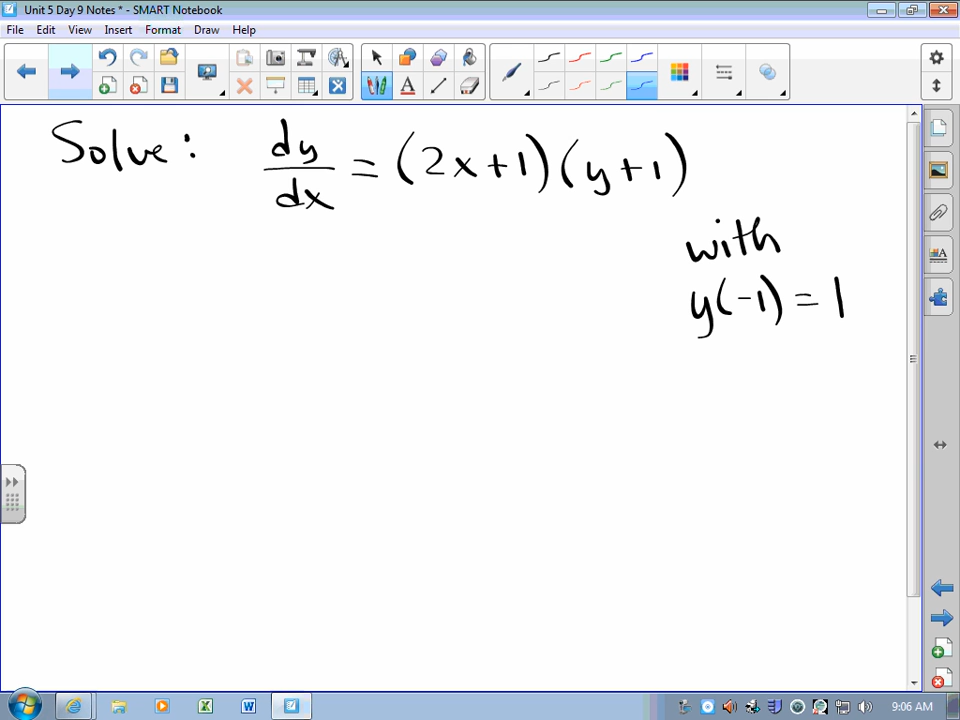 Unit 5 Day 9 Notes * - SMART Notebook
File Edit View Insert Format Draw Help
Solve: dy/dx = (2x+1)(y+1)
with
y(-1) = 1
9:06 AM